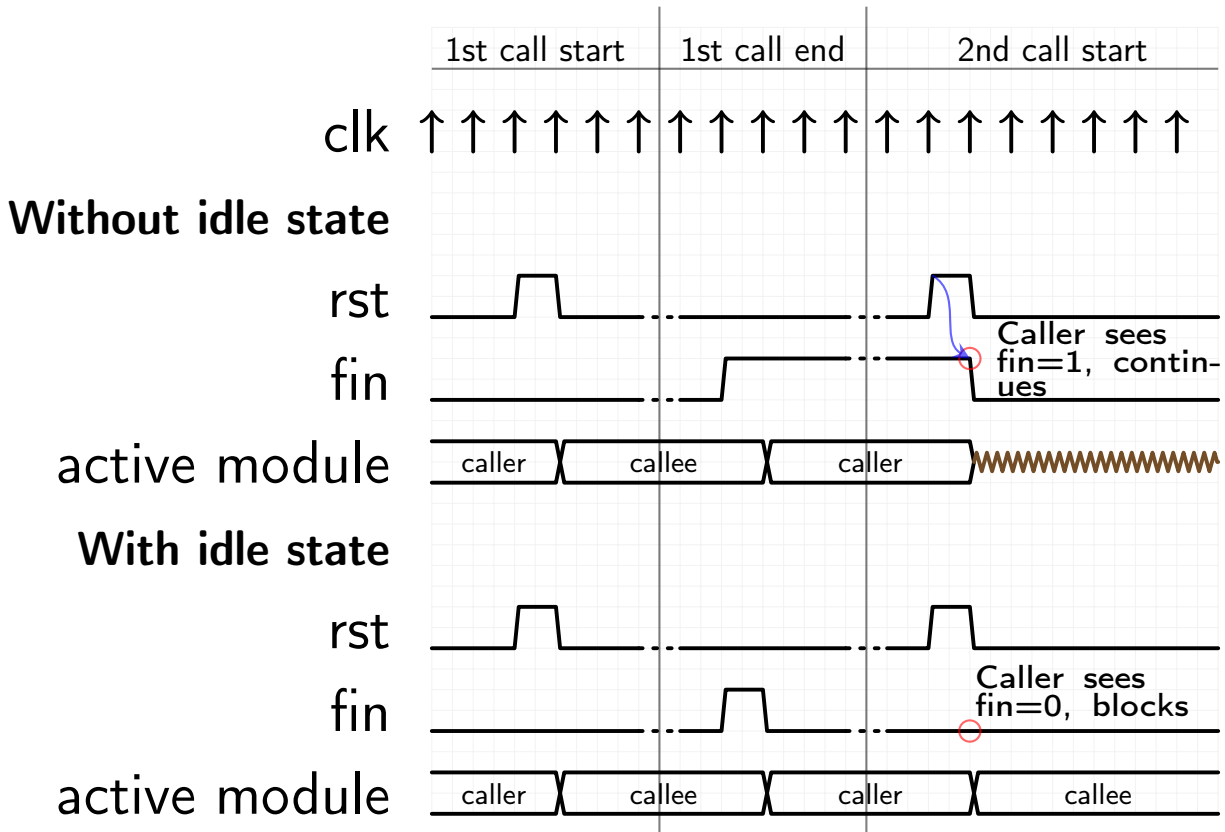 1st call start 1st call end 2nd call start
clk
Without idle state
rst
Caller sees
fin=1, contin-
ues
fin
active module caller callee caller
With idle state
rst
Caller sees
fin=0, blocks
fin
active module caller callee caller callee